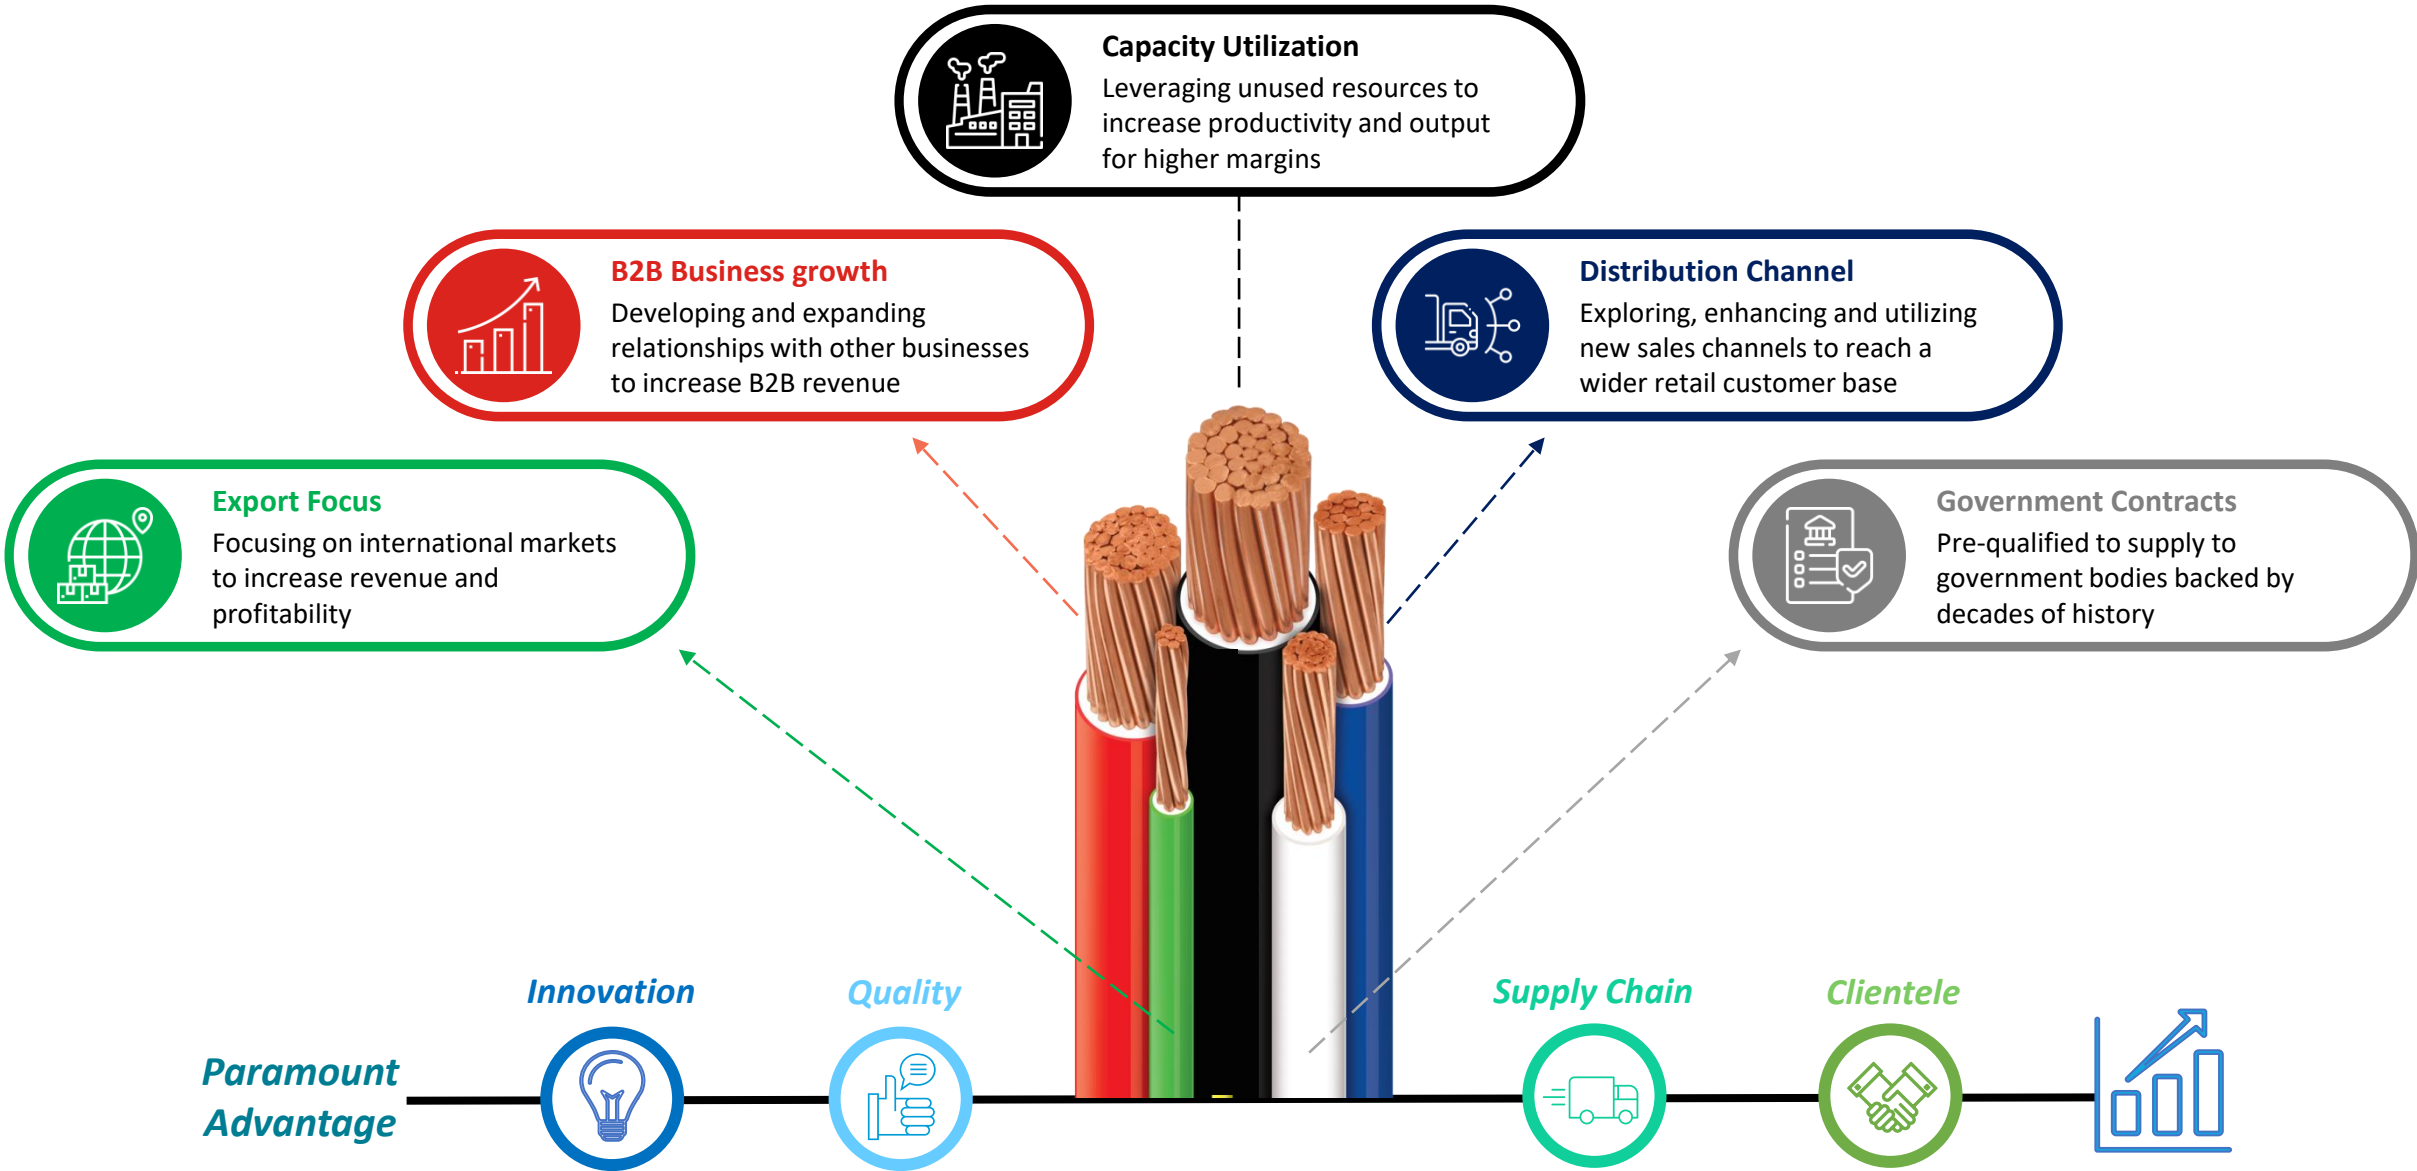 Capacity Utilization
Leveraging unused resources to
increase productivity and output
for higher margins
B2B Business growth
Developing and expanding
relationships with other businesses
to increase B2B revenue
Distribution Channel
Exploring, enhancing and utilizing
new sales channels to reach a
wider retail customer base
Export Focus
Focusing on international markets
to increase revenue and
profitability
Government Contracts
Pre-qualified to supply to
government bodies backed by
decades of history
Paramount
Advantage
Innovation
Quality
Supply Chain
Clientele